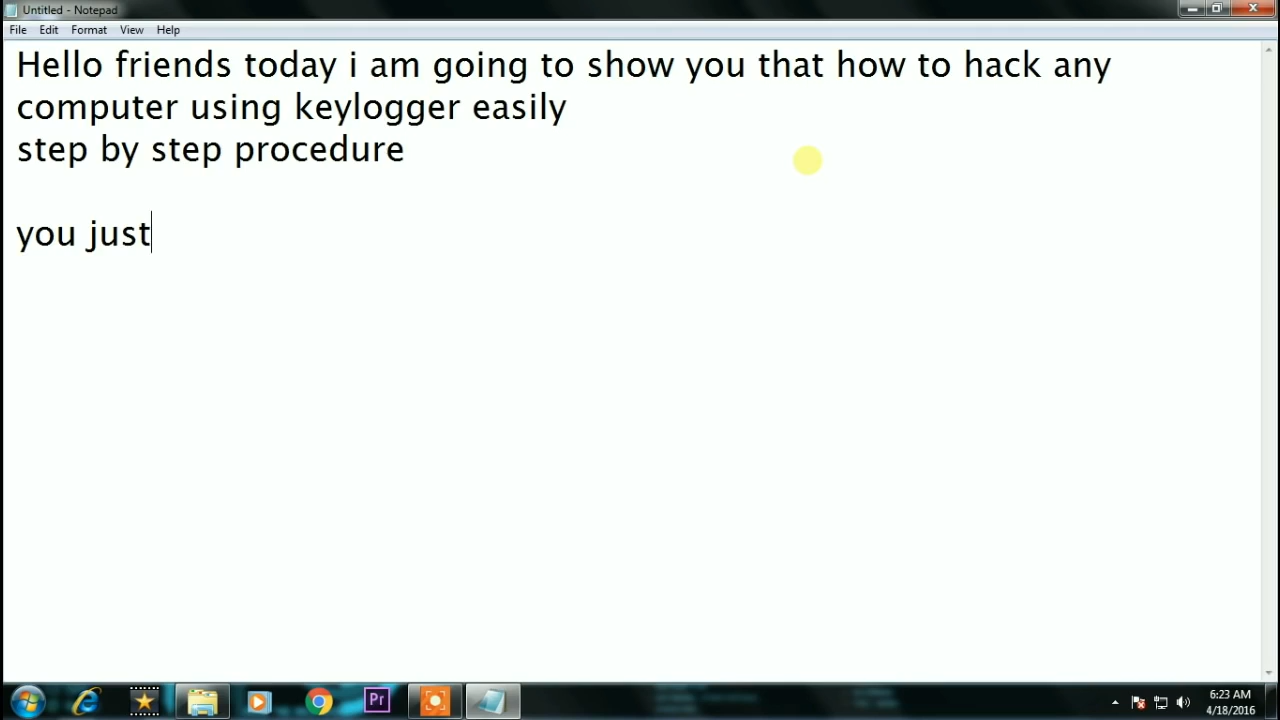 Untitled - Notepad
File Edit Format View Help
Hello friends today i am going to show you that how to hack any
computer using keylogger easily
step by step procedure
you just
Pr
6:23 AM
4/18/2016